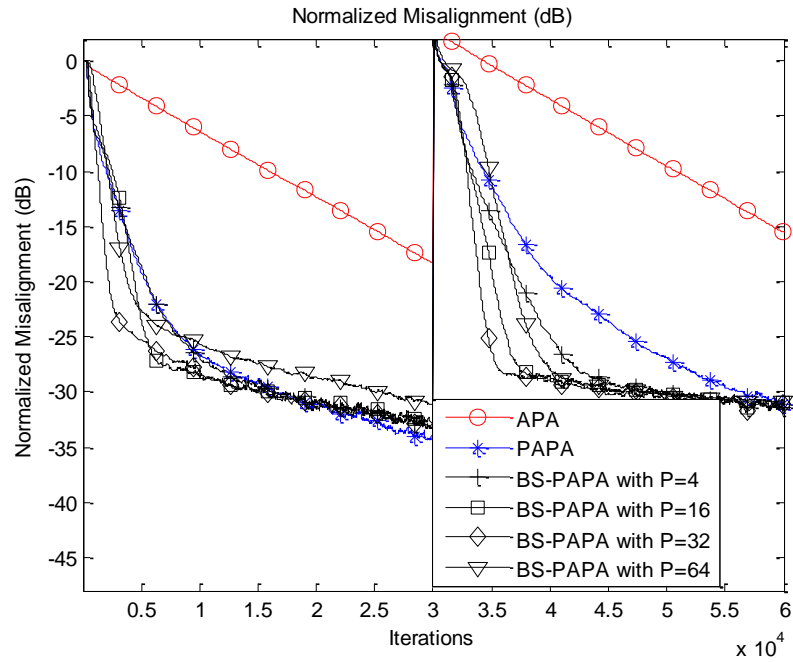 Normalized Misalignment (dB)
Normalized Misalignment (dB)
0
-5
-10
-15
-20
-25
-30
-35
-40
-45
APA
PAPA
BS-PAPA with P=4
BS-PAPA with P=16
BS-PAPA with P=32
BS-PAPA with P=64
0.5 1 1.5 2 2.5 3 3.5 4 4.5 5 5.5 6
Iterations
x 10^4